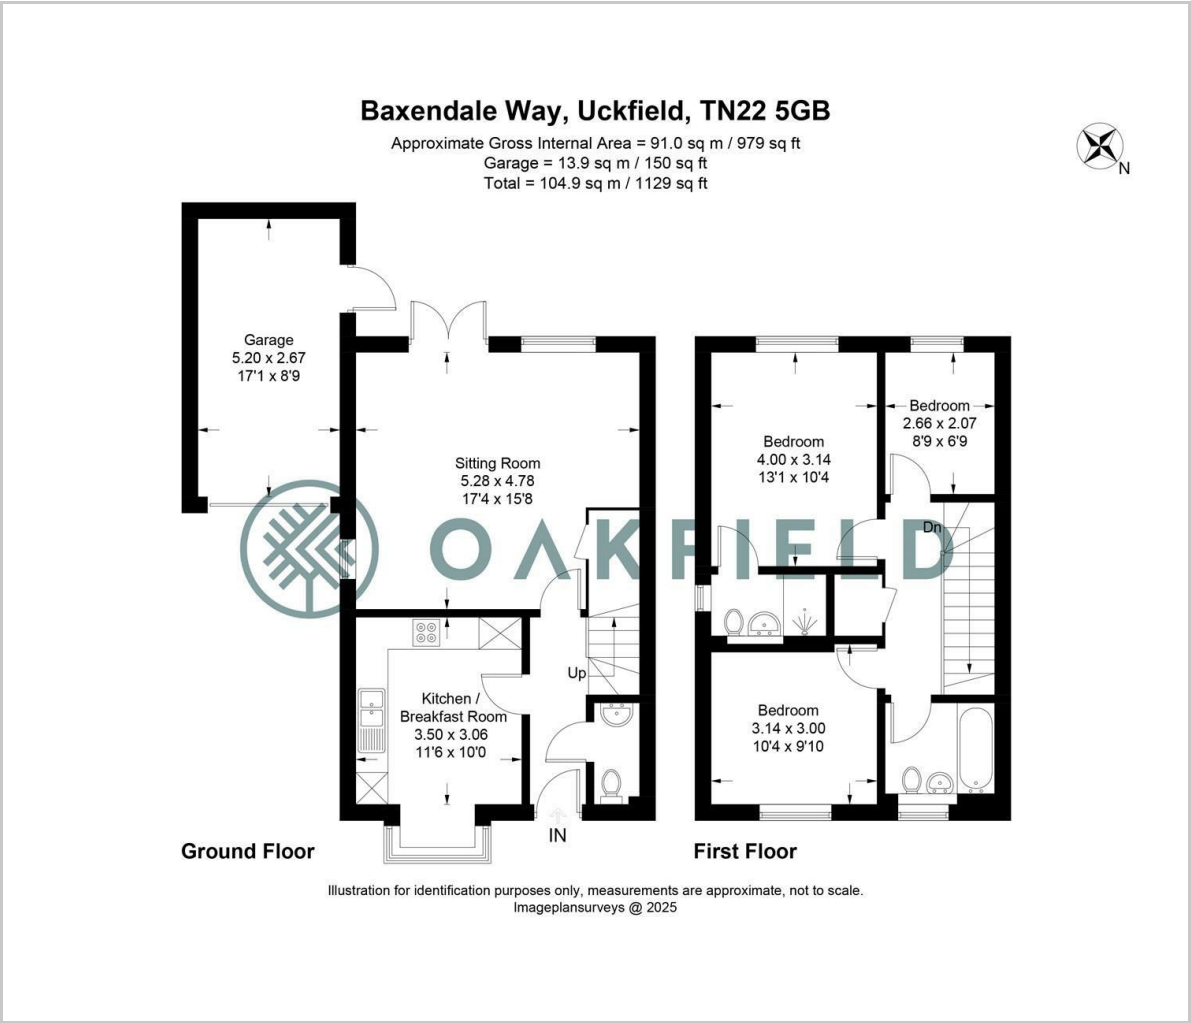 Baxendale Way, Uckfield, TN22 5GB
Approximate Gross Internal Area = 91.0 sq m / 979 sq ft
Garage = 13.9 sq m / 150 sq ft
Total = 104.9 sq m / 1129 sq ft
N
Garage
5.20 x 2.67
17'1 x 8'9
Sitting Room
5.28 x 4.78
17'4 x 15'8
Up
Kitchen /
Breakfast Room
3.50 x 3.06
11'6 x 10'0
IN
Ground Floor
Bedroom
4.00 x 3.14
13'1 x 10'4
Bedroom
2.66 x 2.07
8'9 x 6'9
Dn
Bedroom
3.14 x 3.00
10'4 x 9'10
First Floor
OAKFIELD
Illustration for identification purposes only, measurements are approximate, not to scale.
Imageplansurveys @ 2025